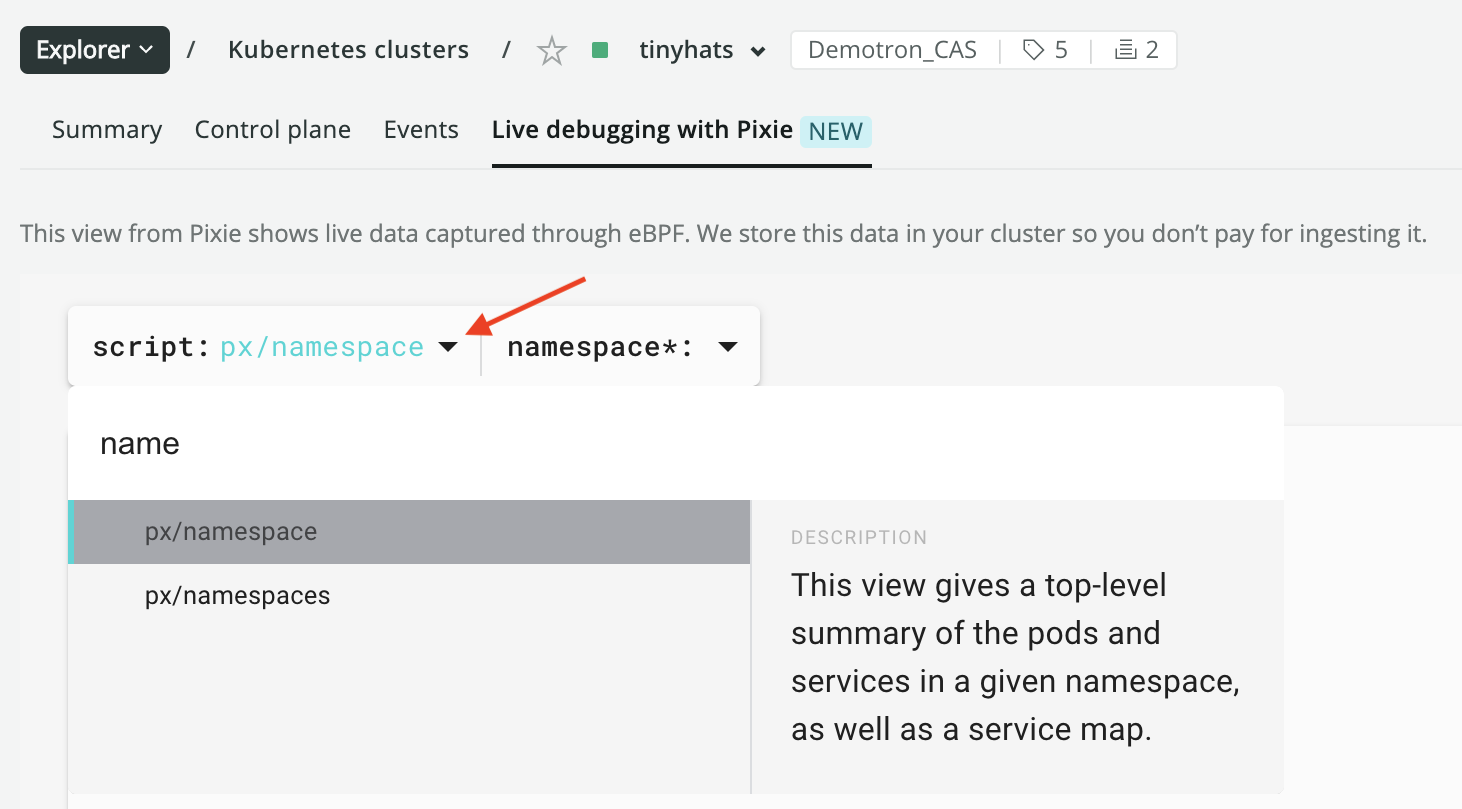 Explorer / Kubernetes clusters / tinyhats Demotron_CAS 5 2
Summary Control plane Events Live debugging with Pixie NEW
This view from Pixie shows live data captured through eBPF. We store this data in your cluster so you don’t pay for ingesting it.
script: px/namespace namespace*:
name
px/namespace
px/namespaces
DESCRIPTION
This view gives a top-level
summary of the pods and
services in a given namespace,
as well as a service map.